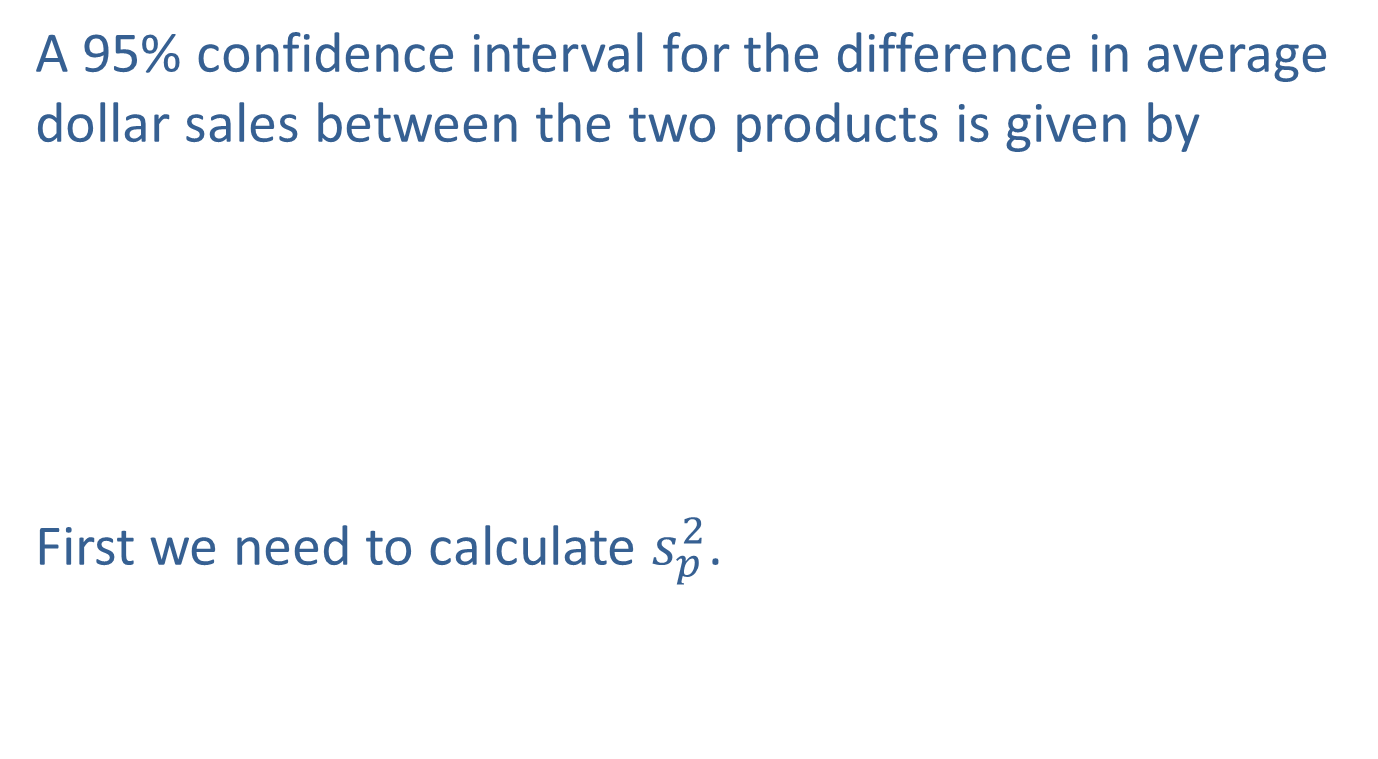 A 95% confidence interval for the difference in average
dollar sales between the two products is given by
First we need to calculate $s_p^2$.